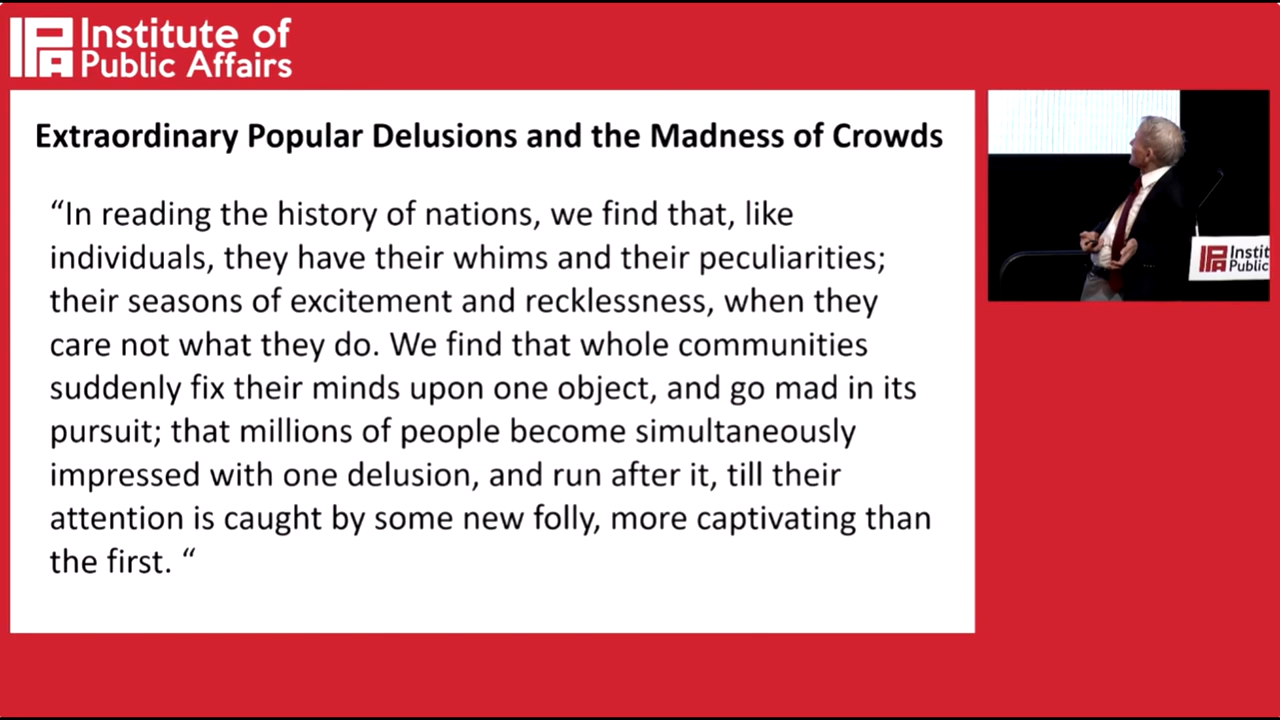 IPA Institute of
Public Affairs
Extraordinary Popular Delusions and the Madness of Crowds
“In reading the history of nations, we find that, like
individuals, they have their whims and their peculiarities;
their seasons of excitement and recklessness, when they
care not what they do. We find that whole communities
suddenly fix their minds upon one object, and go mad in its
pursuit; that millions of people become simultaneously
impressed with one delusion, and run after it, till their
attention is caught by some new folly, more captivating than
the first. “
IPA Instit
Public